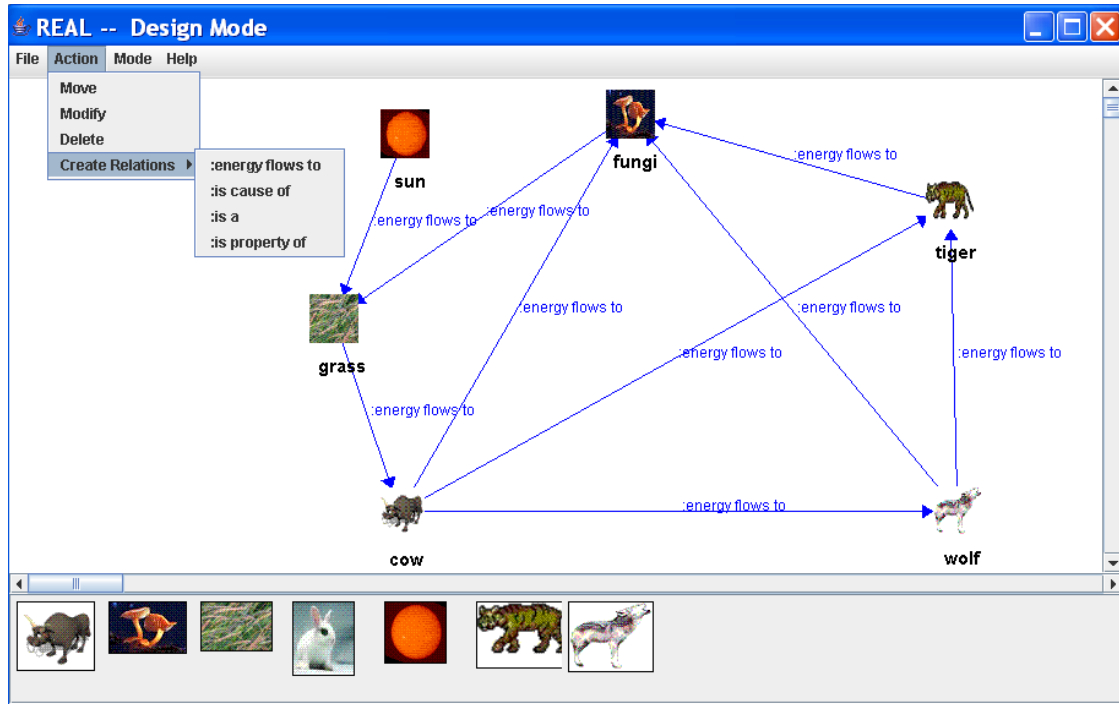 REAL -- Design Mode
File Action Mode Help
Move
Modify
Delete
Create Relations
:energy flows to
:is cause of
:is a
:is property of
sun
fungi
tiger
grass
cow
wolf
:energy flows to
:energy flows to
:energy flows to
:energy flows to
:energy flows to
:energy flows to
:energy flows to
:energy flows to
:energy flows to